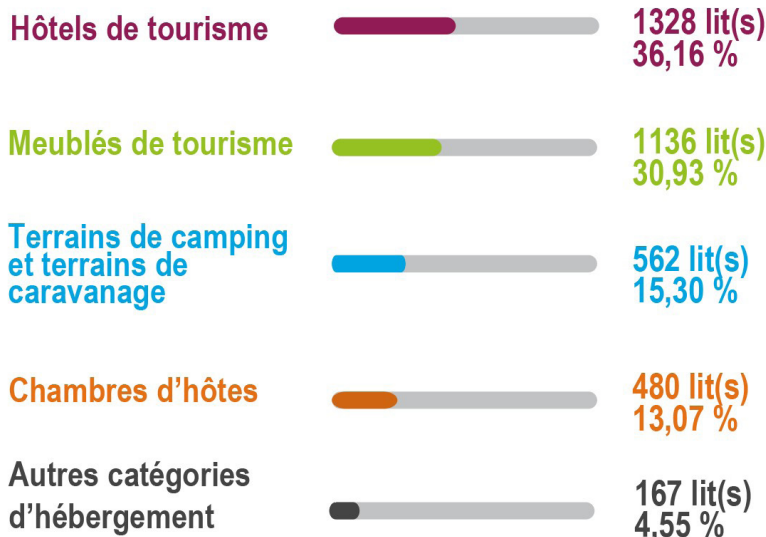 Hôtels de tourisme
1328 lit(s)
36,16 %
Meublés de tourisme
1136 lit(s)
30,93 %
Terrains de camping
et terrains de
caravanage
562 lit(s)
15,30 %
Chambres d’hôtes
480 lit(s)
13,07 %
Autres catégories
d’hébergement
167 lit(s)
4.55 %